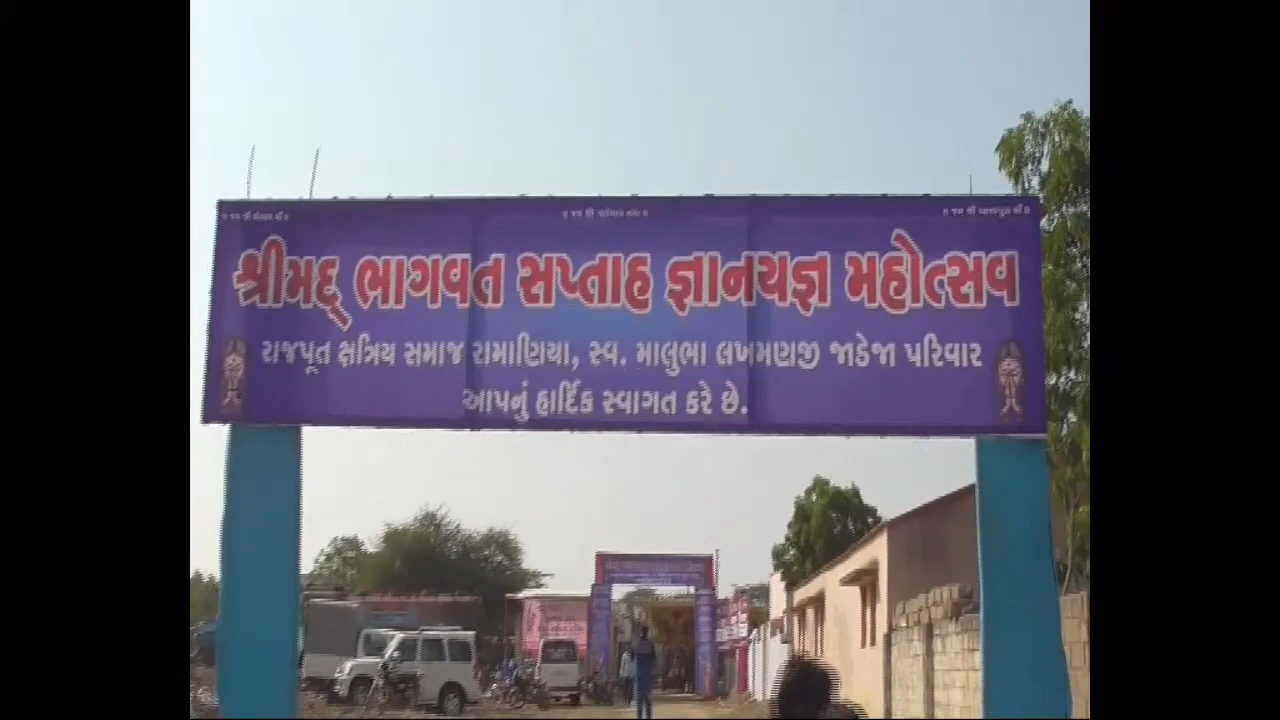 શ્રીમદ્ ભાગવત સપ્તાહ જ્ઞાનયજ્ઞ મહોત્સવ
રાજપૂત ક્ષત્રિય સમાજ રામાણિયા, સ્વ. માલુભા લખમણજી જાડેજા પરિવાર
આપનું હાર્દિક સ્વાગત કરે છે.